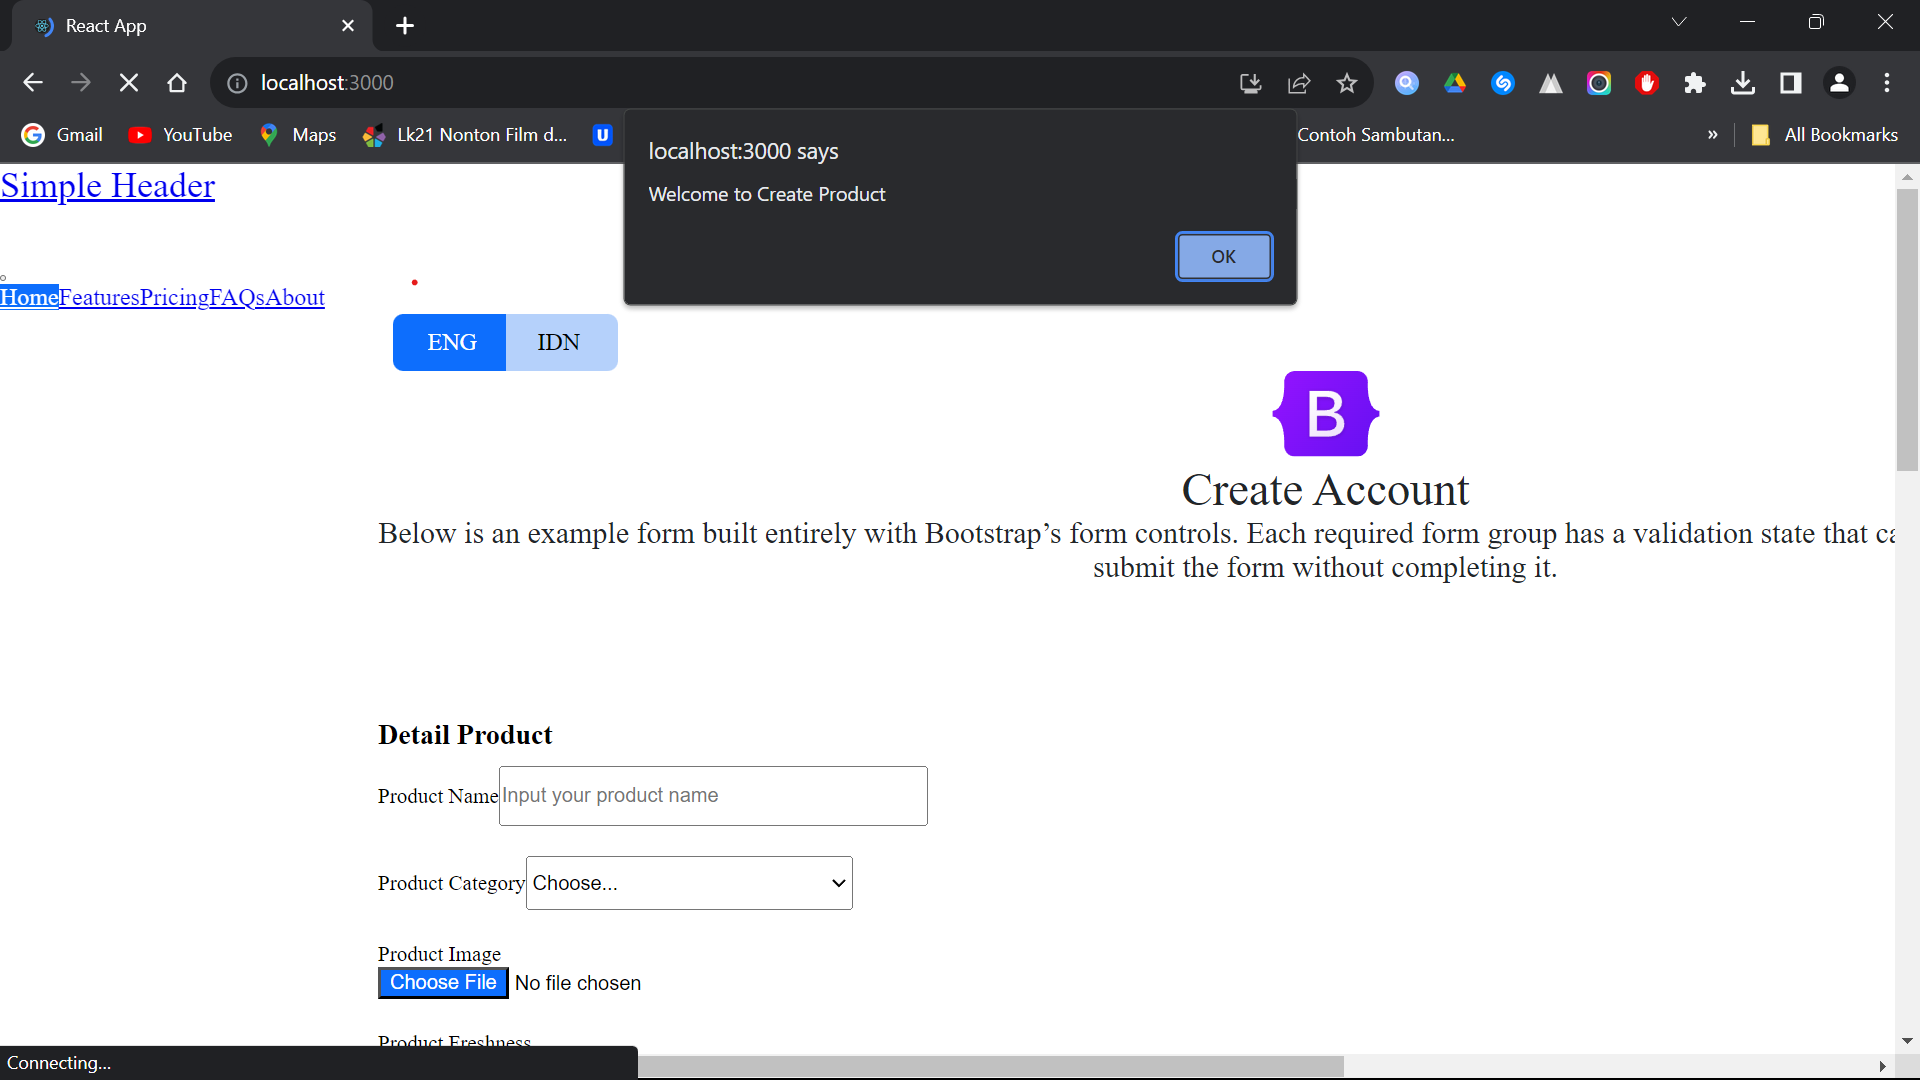 React App
localhost:3000
Gmail
YouTube
Maps
Lk21 Nonton Film d...
U
Contoh Sambutan...
»
All Bookmarks
localhost:3000 says
Welcome to Create Product
OK
Simple Header
HomeFeaturesPricingFAQsAbout
ENG
IDN
B
Create Account
Below is an example form built entirely with Bootstrap’s form controls. Each required form group has a validation state that ca
submit the form without completing it.
Detail Product
Product Name
Input your product name
Product Category
Choose...
Product Image
Choose File
No file chosen
Product Freshness
Connecting...